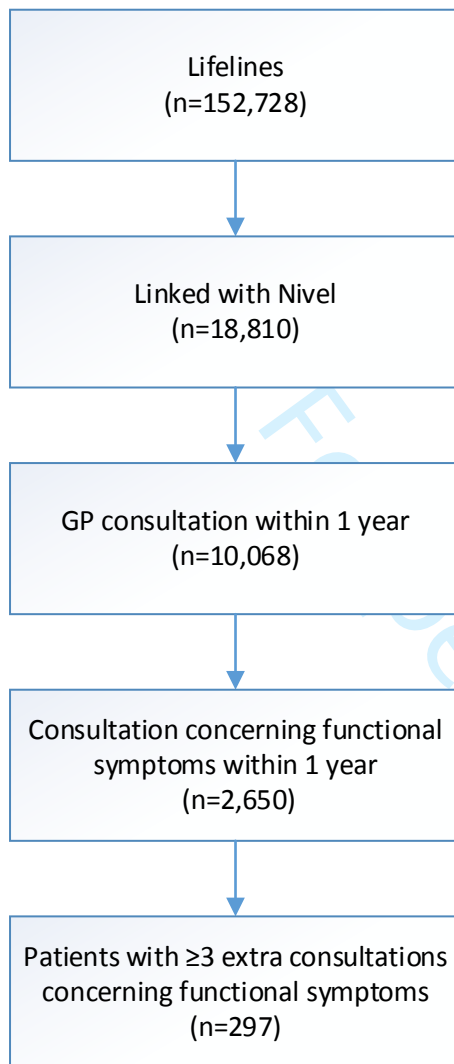 Lifelines
(n=152,728)
Linked with Nivel
(n=18,810)
GP consultation within 1 year
(n=10,068)
Consultation concerning functional
symptoms within 1 year
(n=2,650)
Patients with ≥3 extra consultations
concerning functional symptoms
(n=297)